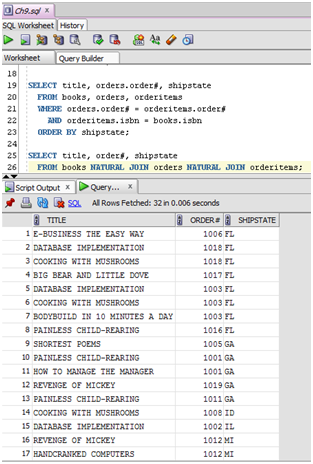 Ch9.sql
SQL Worksheet History
Worksheet Query Builder
18
19 SELECT title, orders.order#, shipstate
20 FROM books, orders, orderitems
21 WHERE orders.order# = orderitems.order#
22 AND orderitems.isbn = books.isbn
23 ORDER BY shipstate;
24
25 SELECT title, order#, shipstate
26 FROM books NATURAL JOIN orders NATURAL JOIN orderitems;
Script Output Query...
SQL All Rows Fetched: 32 in 0.006 seconds
TITLE ORDER# SHIPSTATE
1 E-BUSINESS THE EASY WAY 1006 FL
2 DATABASE IMPLEMENTATION 1018 FL
3 COOKING WITH MUSHROOMS 1018 FL
4 BIG BEAR AND LITTLE DOVE 1017 FL
5 DATABASE IMPLEMENTATION 1003 FL
6 COOKING WITH MUSHROOMS 1003 FL
7 BODYBUILD IN 10 MINUTES A DAY 1003 FL
8 PAINLESS CHILD-REARING 1016 FL
9 SHORTEST POEMS 1005 GA
10 PAINLESS CHILD-REARING 1001 GA
11 HOW TO MANAGE THE MANAGER 1001 GA
12 REVENGE OF MICKEY 1019 GA
13 PAINLESS CHILD-REARING 1011 GA
14 COOKING WITH MUSHROOMS 1008 ID
15 DATABASE IMPLEMENTATION 1002 IL
16 REVENGE OF MICKEY 1012 MI
17 HANDCRANKED COMPUTERS 1012 MI